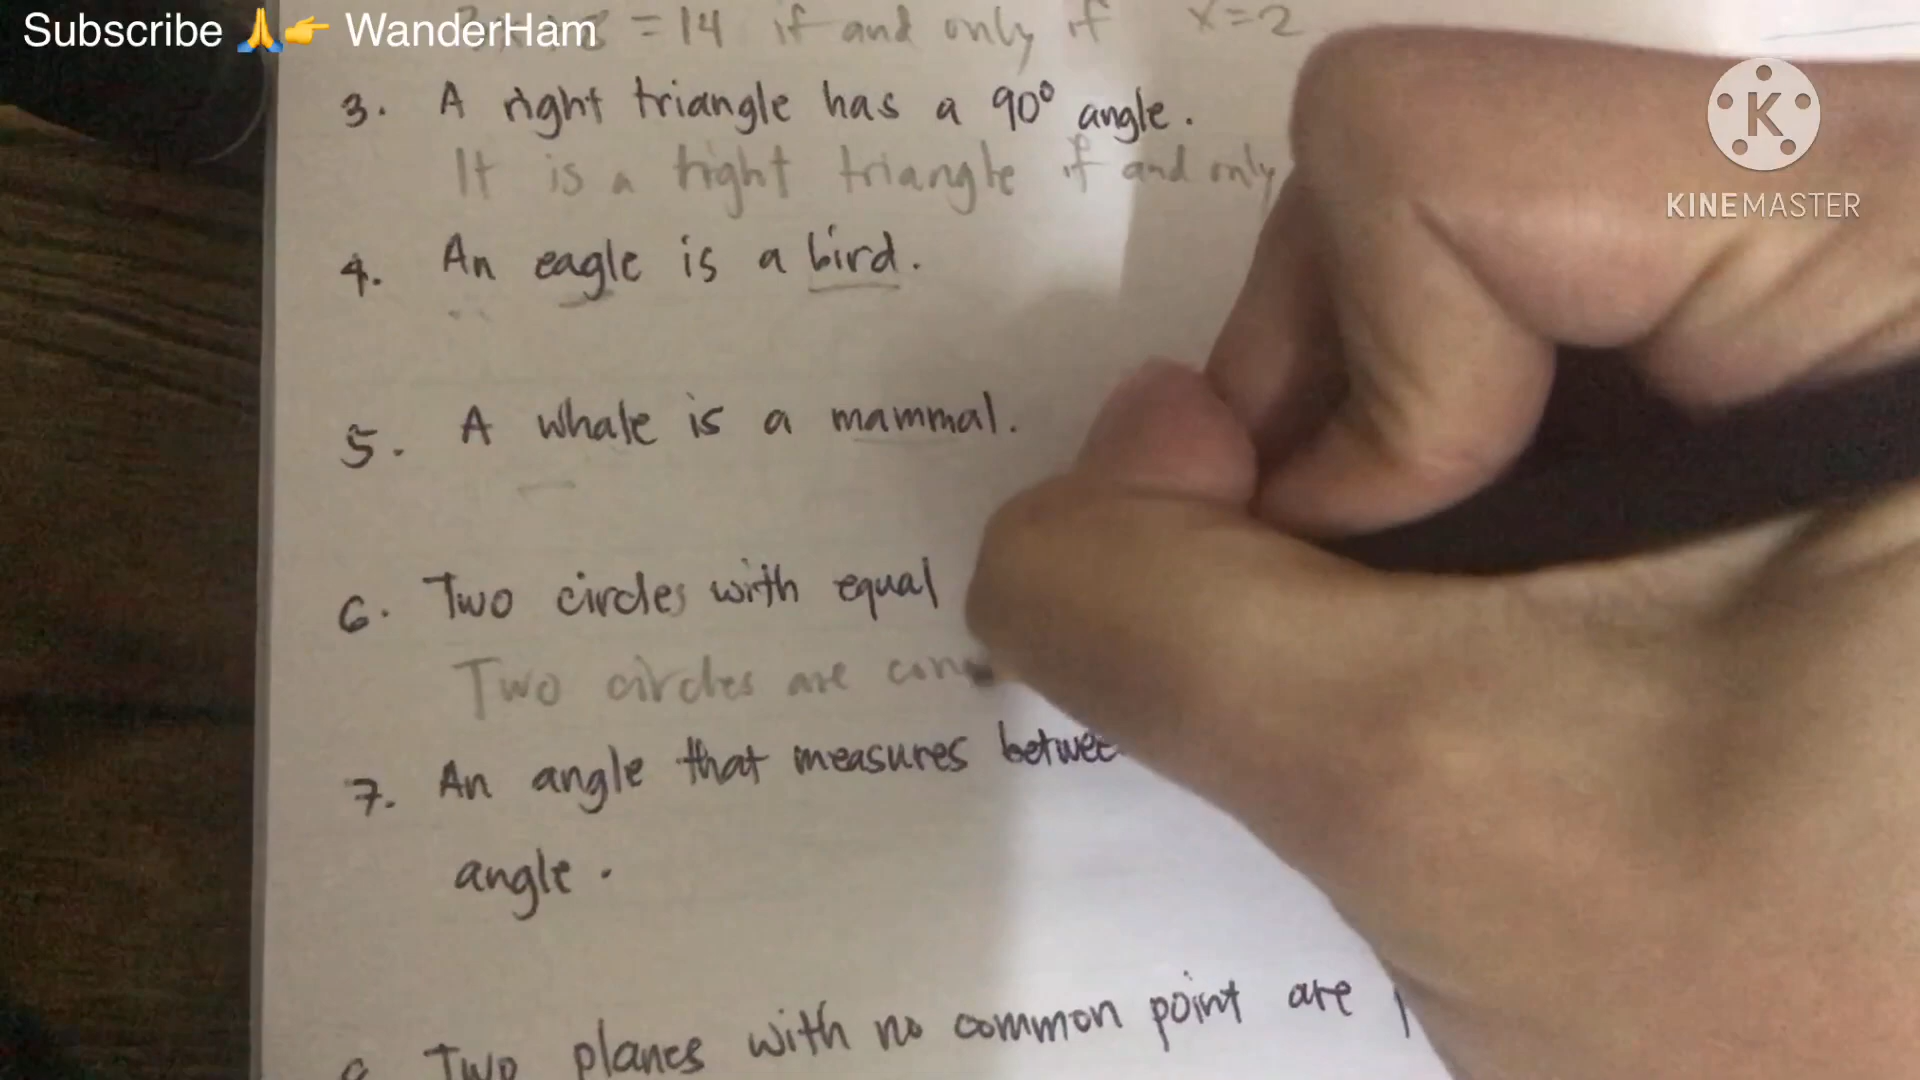 Subscribe 🙏👉 WanderHam
= 14 if and only if x = 2
3. A right triangle has a 90° angle.
It is a right triangle if and only
4. An eagle is a bird.
5. A whale is a mammal.
6. Two circles with equal
Two circles are
7. An angle that measures
angle.
Two planes with no common point are
K
KINEMASTER